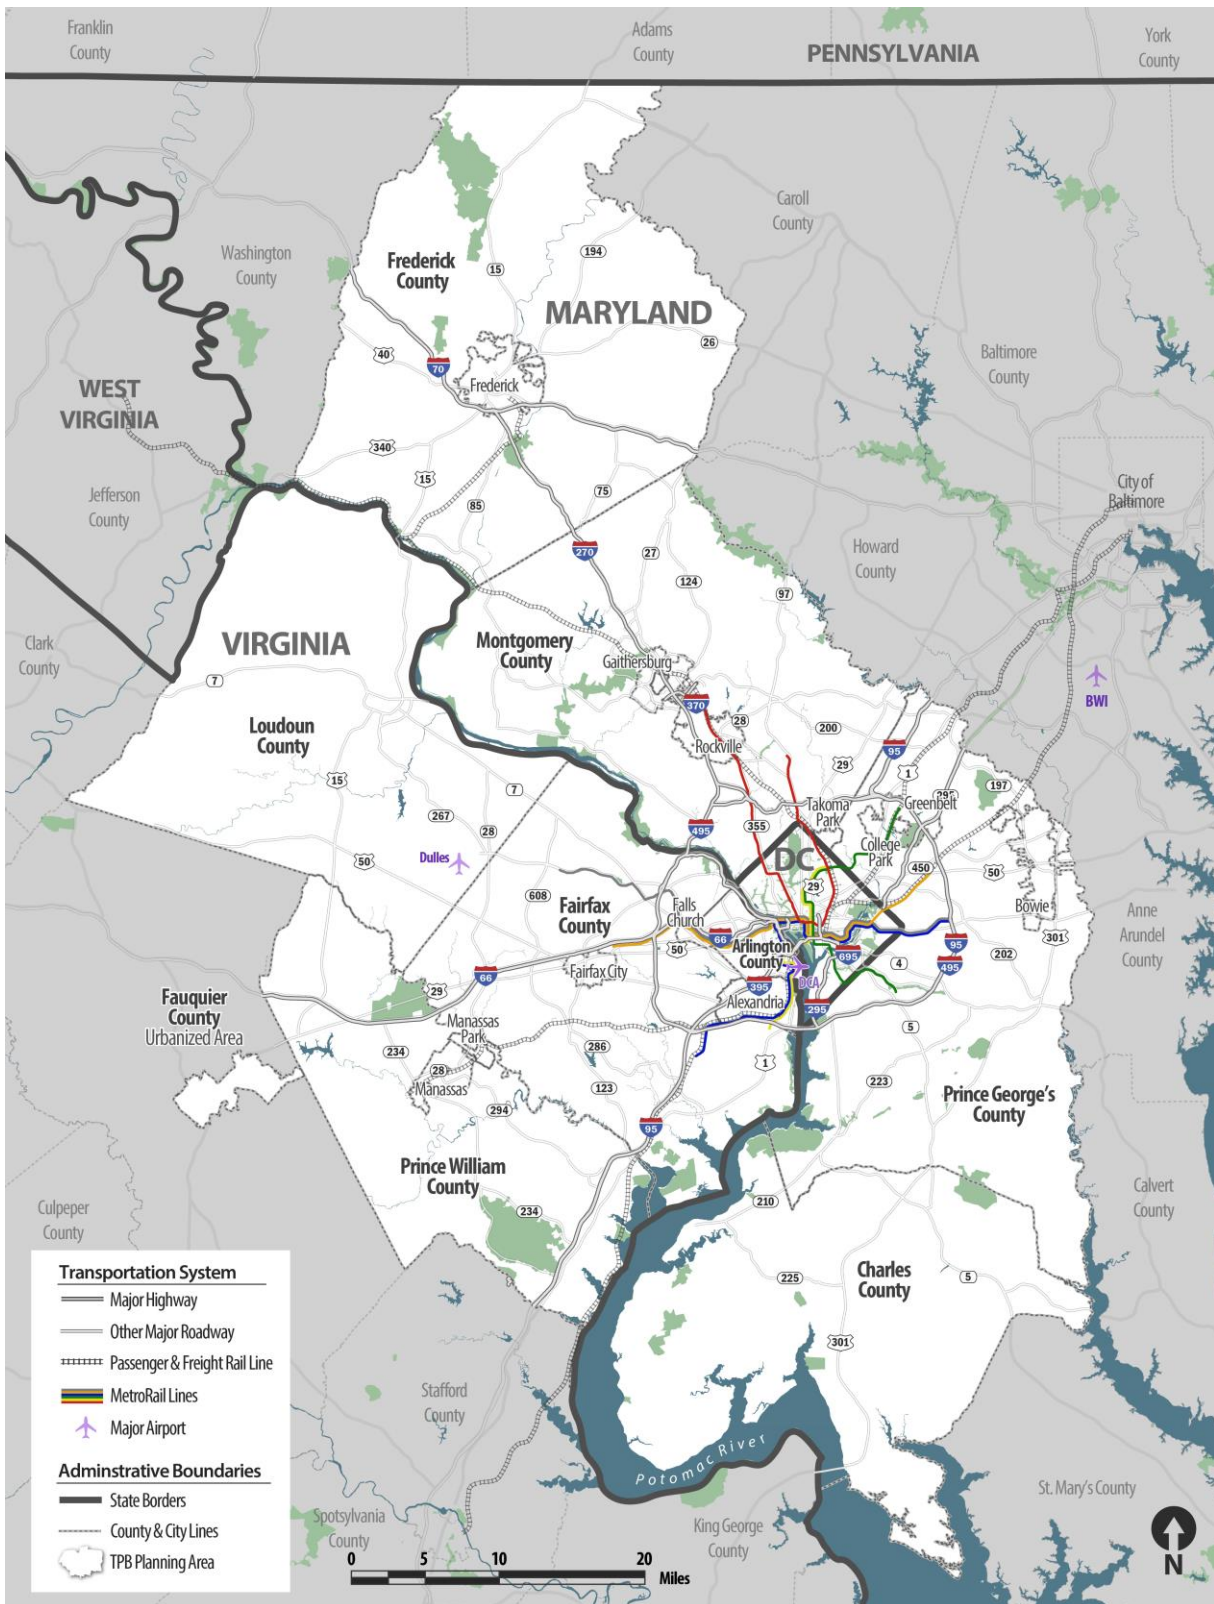 Franklin
County
Adams
County
PENNSYLVANIA
York
County
Caroll
County
194
Washington
County
Frederick
County
15
MARYLAND
26
40
70
Frederick
Baltimore
County
WEST
VIRGINIA
340
15
85
75
City of
Baltimore
Jefferson
County
270
27
Howard
County
124
97
Clark
County
VIRGINIA
Montgomery
County
Gaithersburg
7
370
BWI
Loudoun
County
28
Rockville
200
95
29
15
7
1
197
295
267
28
495
355
Takoma
Park
Greenbelt
College
Park
50
Dulles
DC
450
50
608
29
Fairfax
County
Falls
Church
Bowie
Anne
Arundel
County
66
50
Arlington
County
695
95
301
202
66
Fairfax City
395
DCA
4
495
29
Alexandria
295
Fauquier
County
Urbanized Area
Manassas
Park
5
234
286
1
28
Manassas
123
223
294
95
Prince George's
County
Prince William
County
234
210
Calvert
County
Culpeper
County
225
Charles
County
5
301
Transportation System
Major Highway
Other Major Roadway
Passenger & Freight Rail Line
MetroRail Lines
Major Airport
Adminstrative Boundaries
State Borders
County & City Lines
TPB Planning Area
Stafford
County
Potomac River
St. Mary's County
Spotsylvania
County
King George
County
N
0 5 10 20
Miles